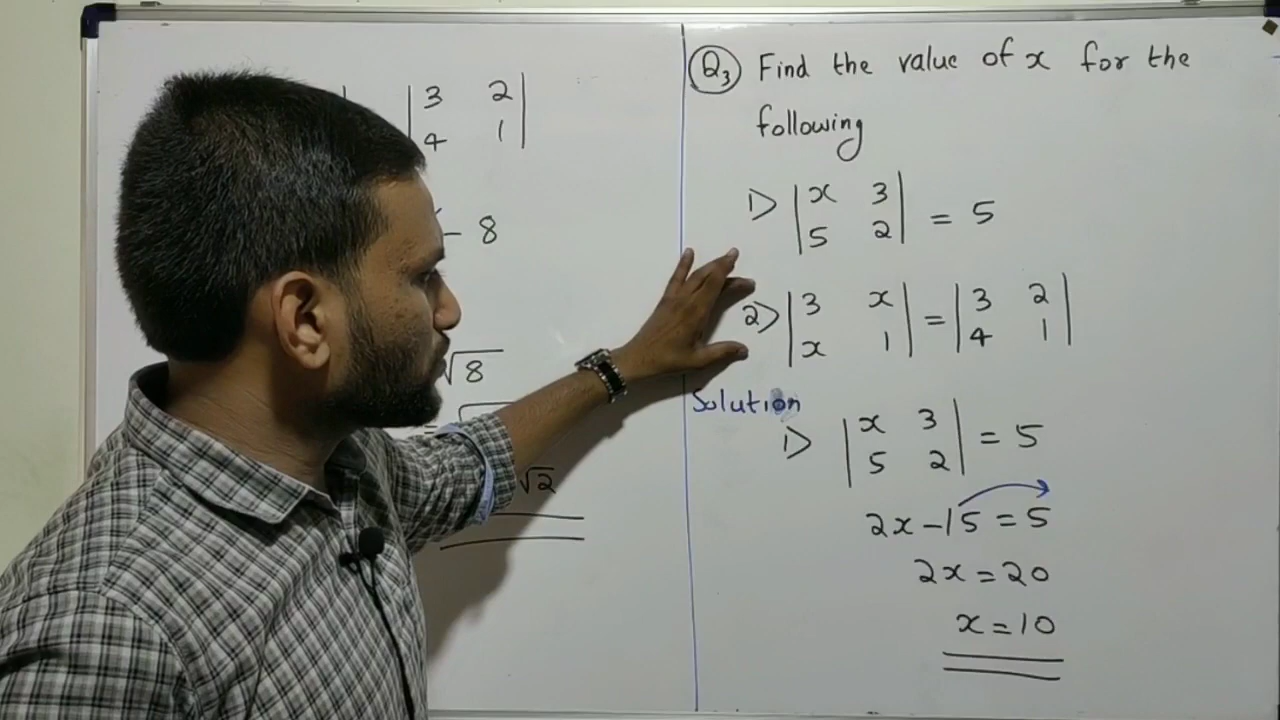 | 3 2 |
| 4 1 |
- 8
√8
=
√2
Q3 Find the value of x for the
following
1) | x 3 |
| 5 2 | = 5
2) | 3 x | = | 3 2 |
| x 1 | | 4 1 |
Solution
1) | x 3 |
| 5 2 | = 5
2x - 15 = 5
2x = 20
x = 10